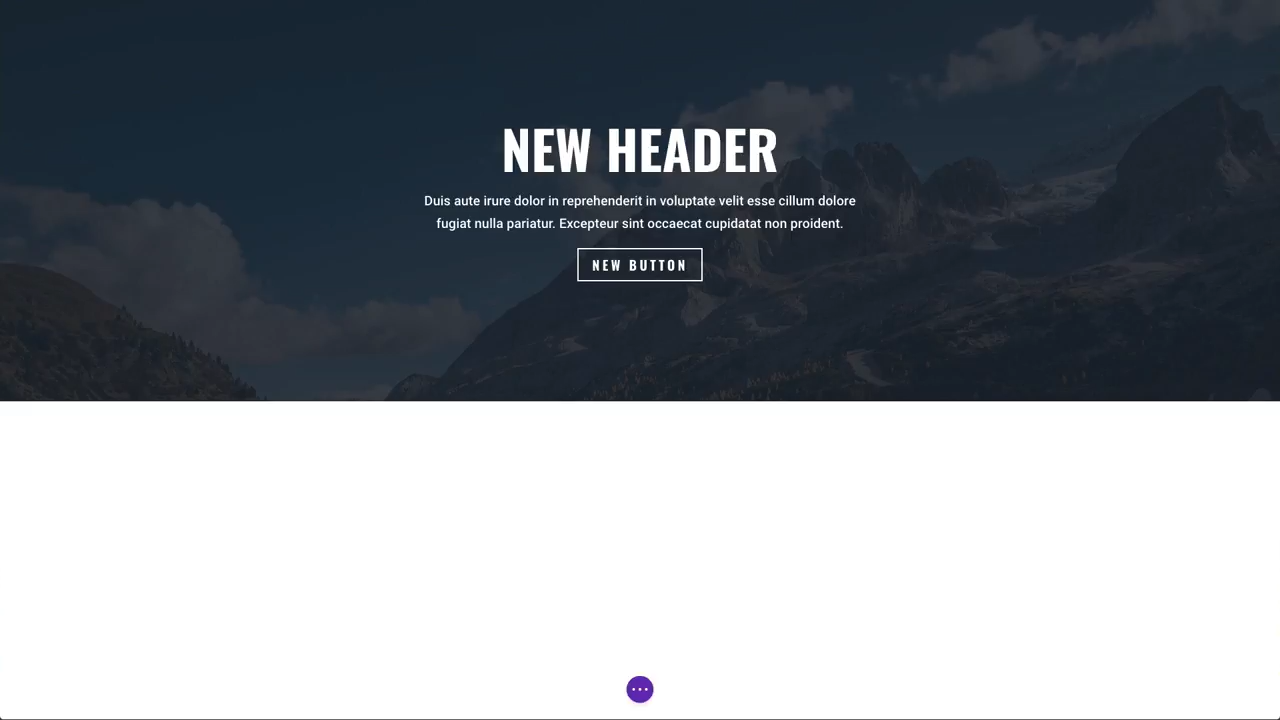 NEW HEADER
Duis aute irure dolor in reprehenderit in voluptate velit esse cillum dolore
fugiat nulla pariatur. Excepteur sint occaecat cupidatat non proident.
NEW BUTTON